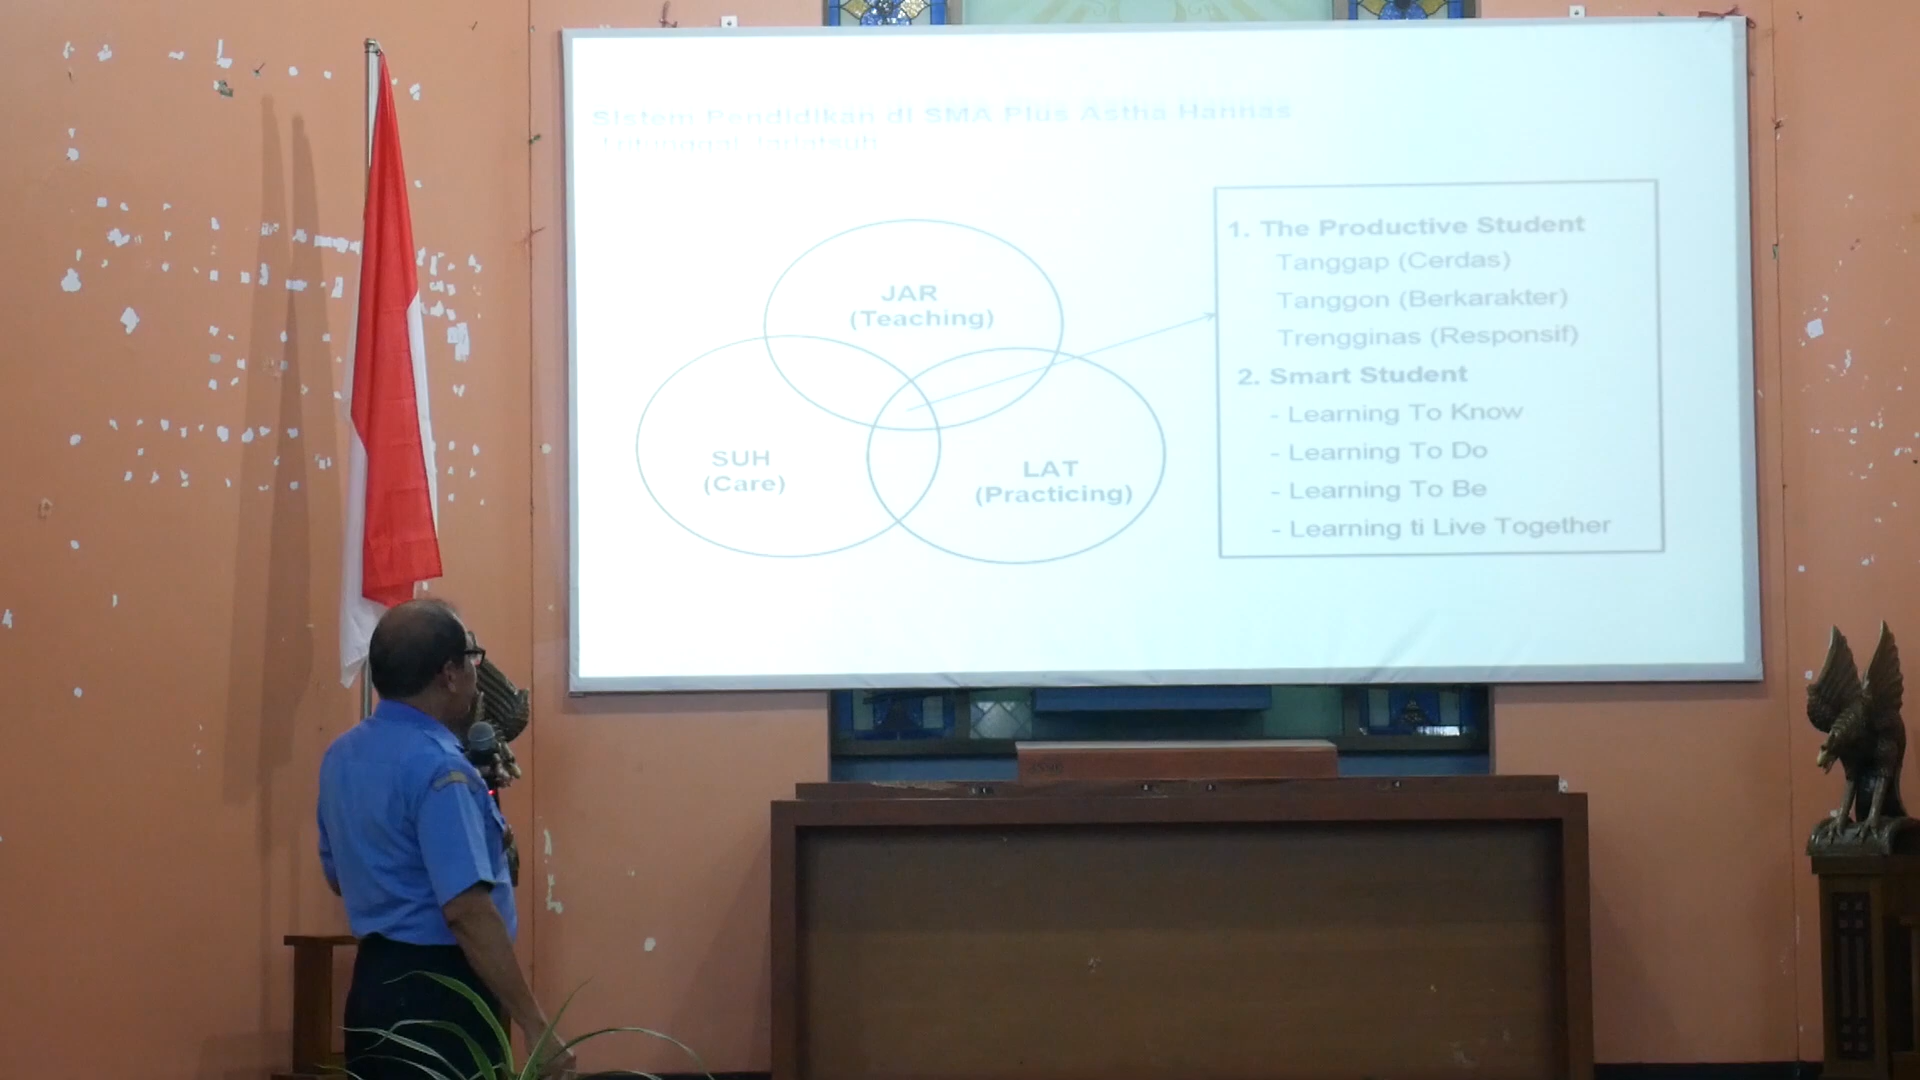 Sistem Pendidikan di SMA Plus Astha Hannas
JAR
(Teaching)
SUH
(Care)
LAT
(Practicing)
1. The Productive Student
Tanggap (Cerdas)
Tanggon (Berkarakter)
Trengginas (Responsif)
2. Smart Student
- Learning To Know
- Learning To Do
- Learning To Be
- Learning ti Live Together